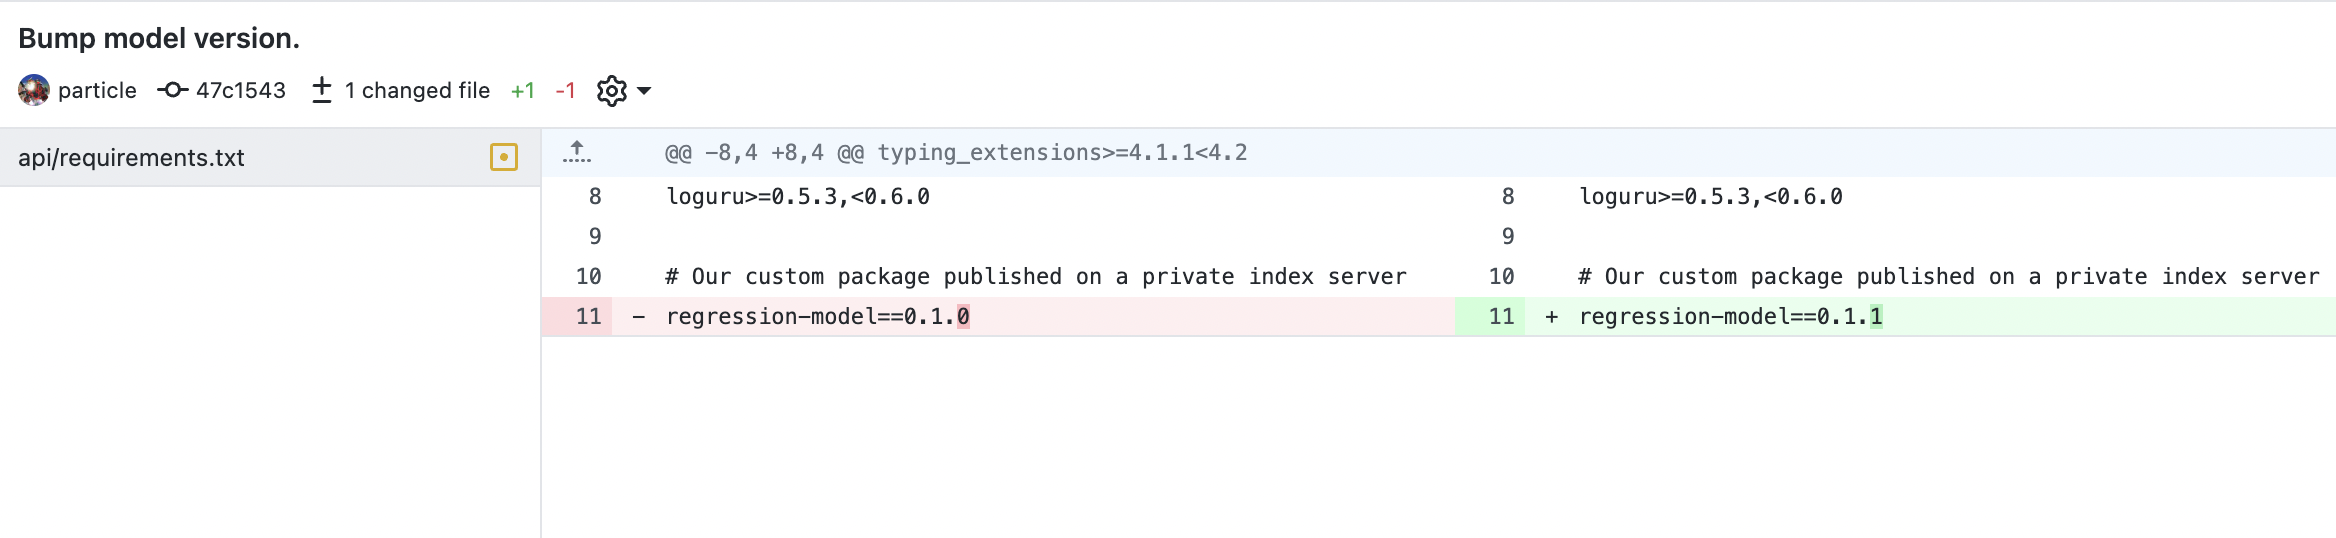 Bump model version.
particle 47c1543 1 changed file +1 -1
api/requirements.txt
@@ -8,4 +8,4 @@ typing_extensions>=4.1.1<4.2
8 loguru>=0.5.3,<0.6.0
9
10 # Our custom package published on a private index server
11 - regression-model==0.1.0
8 loguru>=0.5.3,<0.6.0
9
10 # Our custom package published on a private index server
11 + regression-model==0.1.1